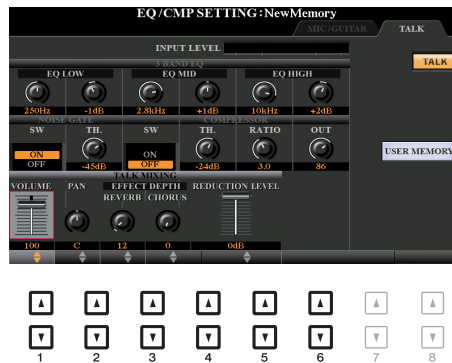 EQ/CMP SETTING:NewMemory
MIC/GUITAR TALK
INPUT LEVEL
3 BAND EQ
TALK
EQ LOW EQ MID EQ HIGH
250Hz -1dB 2.8kHz +1dB 10kHz +2dB
NOISE GATE COMPRESSOR
SW TH. SW TH. RATIO OUT
ON ON
OFF -45dB OFF -24dB 3.0 86
USER MEMORY
TALK MIXING
VOLUME PAN EFFECT DEPTH REDUCTION LEVEL
REVERB CHORUS
100 C 12 0 0dB
1 2 3 4 5 6 7 8